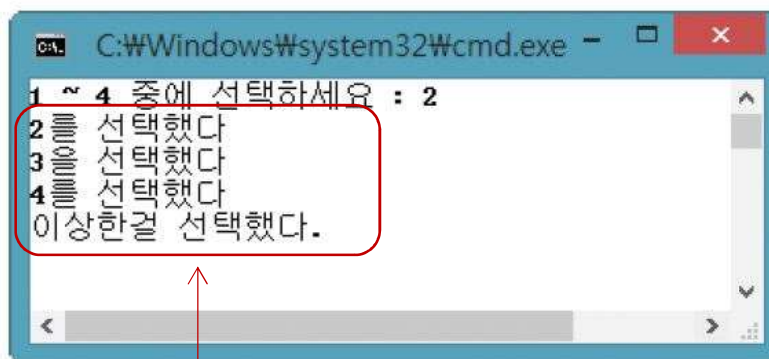 C:₩Windows₩system32₩cmd.exe
1 ~ 4 중에 선택하세요 : 2
2를 선택했다
3을 선택했다
4를 선택했다
이상한걸 선택했다.